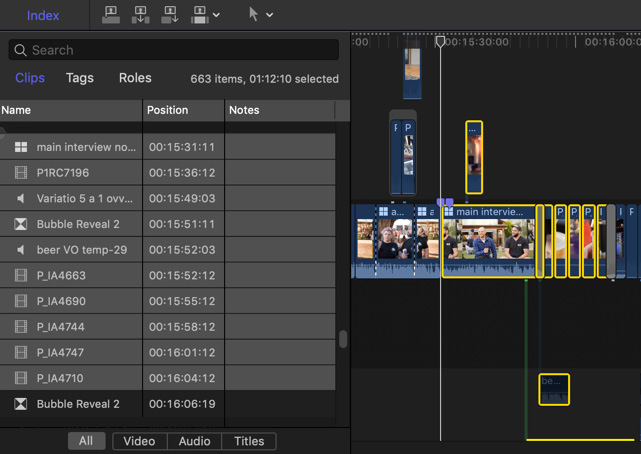 Index
Search
Clips Tags Roles 663 items, 01:12:10 selected
Name Position Notes
main interview no... 00:15:31:11
P1RC7196 00:15:36:12
Variatio 5 a 1 ovv... 00:15:49:03
Bubble Reveal 2 00:15:51:11
beer VO temp-29 00:15:52:03
P_IA4663 00:15:52:12
P_IA4690 00:15:55:12
P_IA4744 00:15:58:12
P_IA4747 00:16:01:12
P_IA4710 00:16:04:12
Bubble Reveal 2 00:16:06:19
All Video Audio Titles
:00 00:15:30:00 00:16:00:
P
...
a... a main intervie... P P P I I P
be...